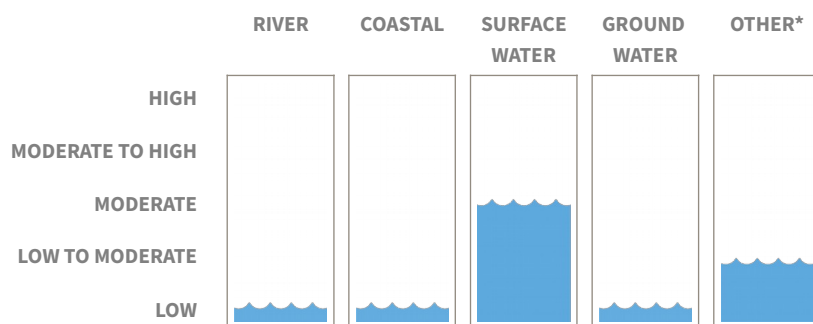 RIVER COASTAL SURFACE GROUND OTHER*
WATER WATER
HIGH
MODERATE TO HIGH
MODERATE
LOW TO MODERATE
LOW